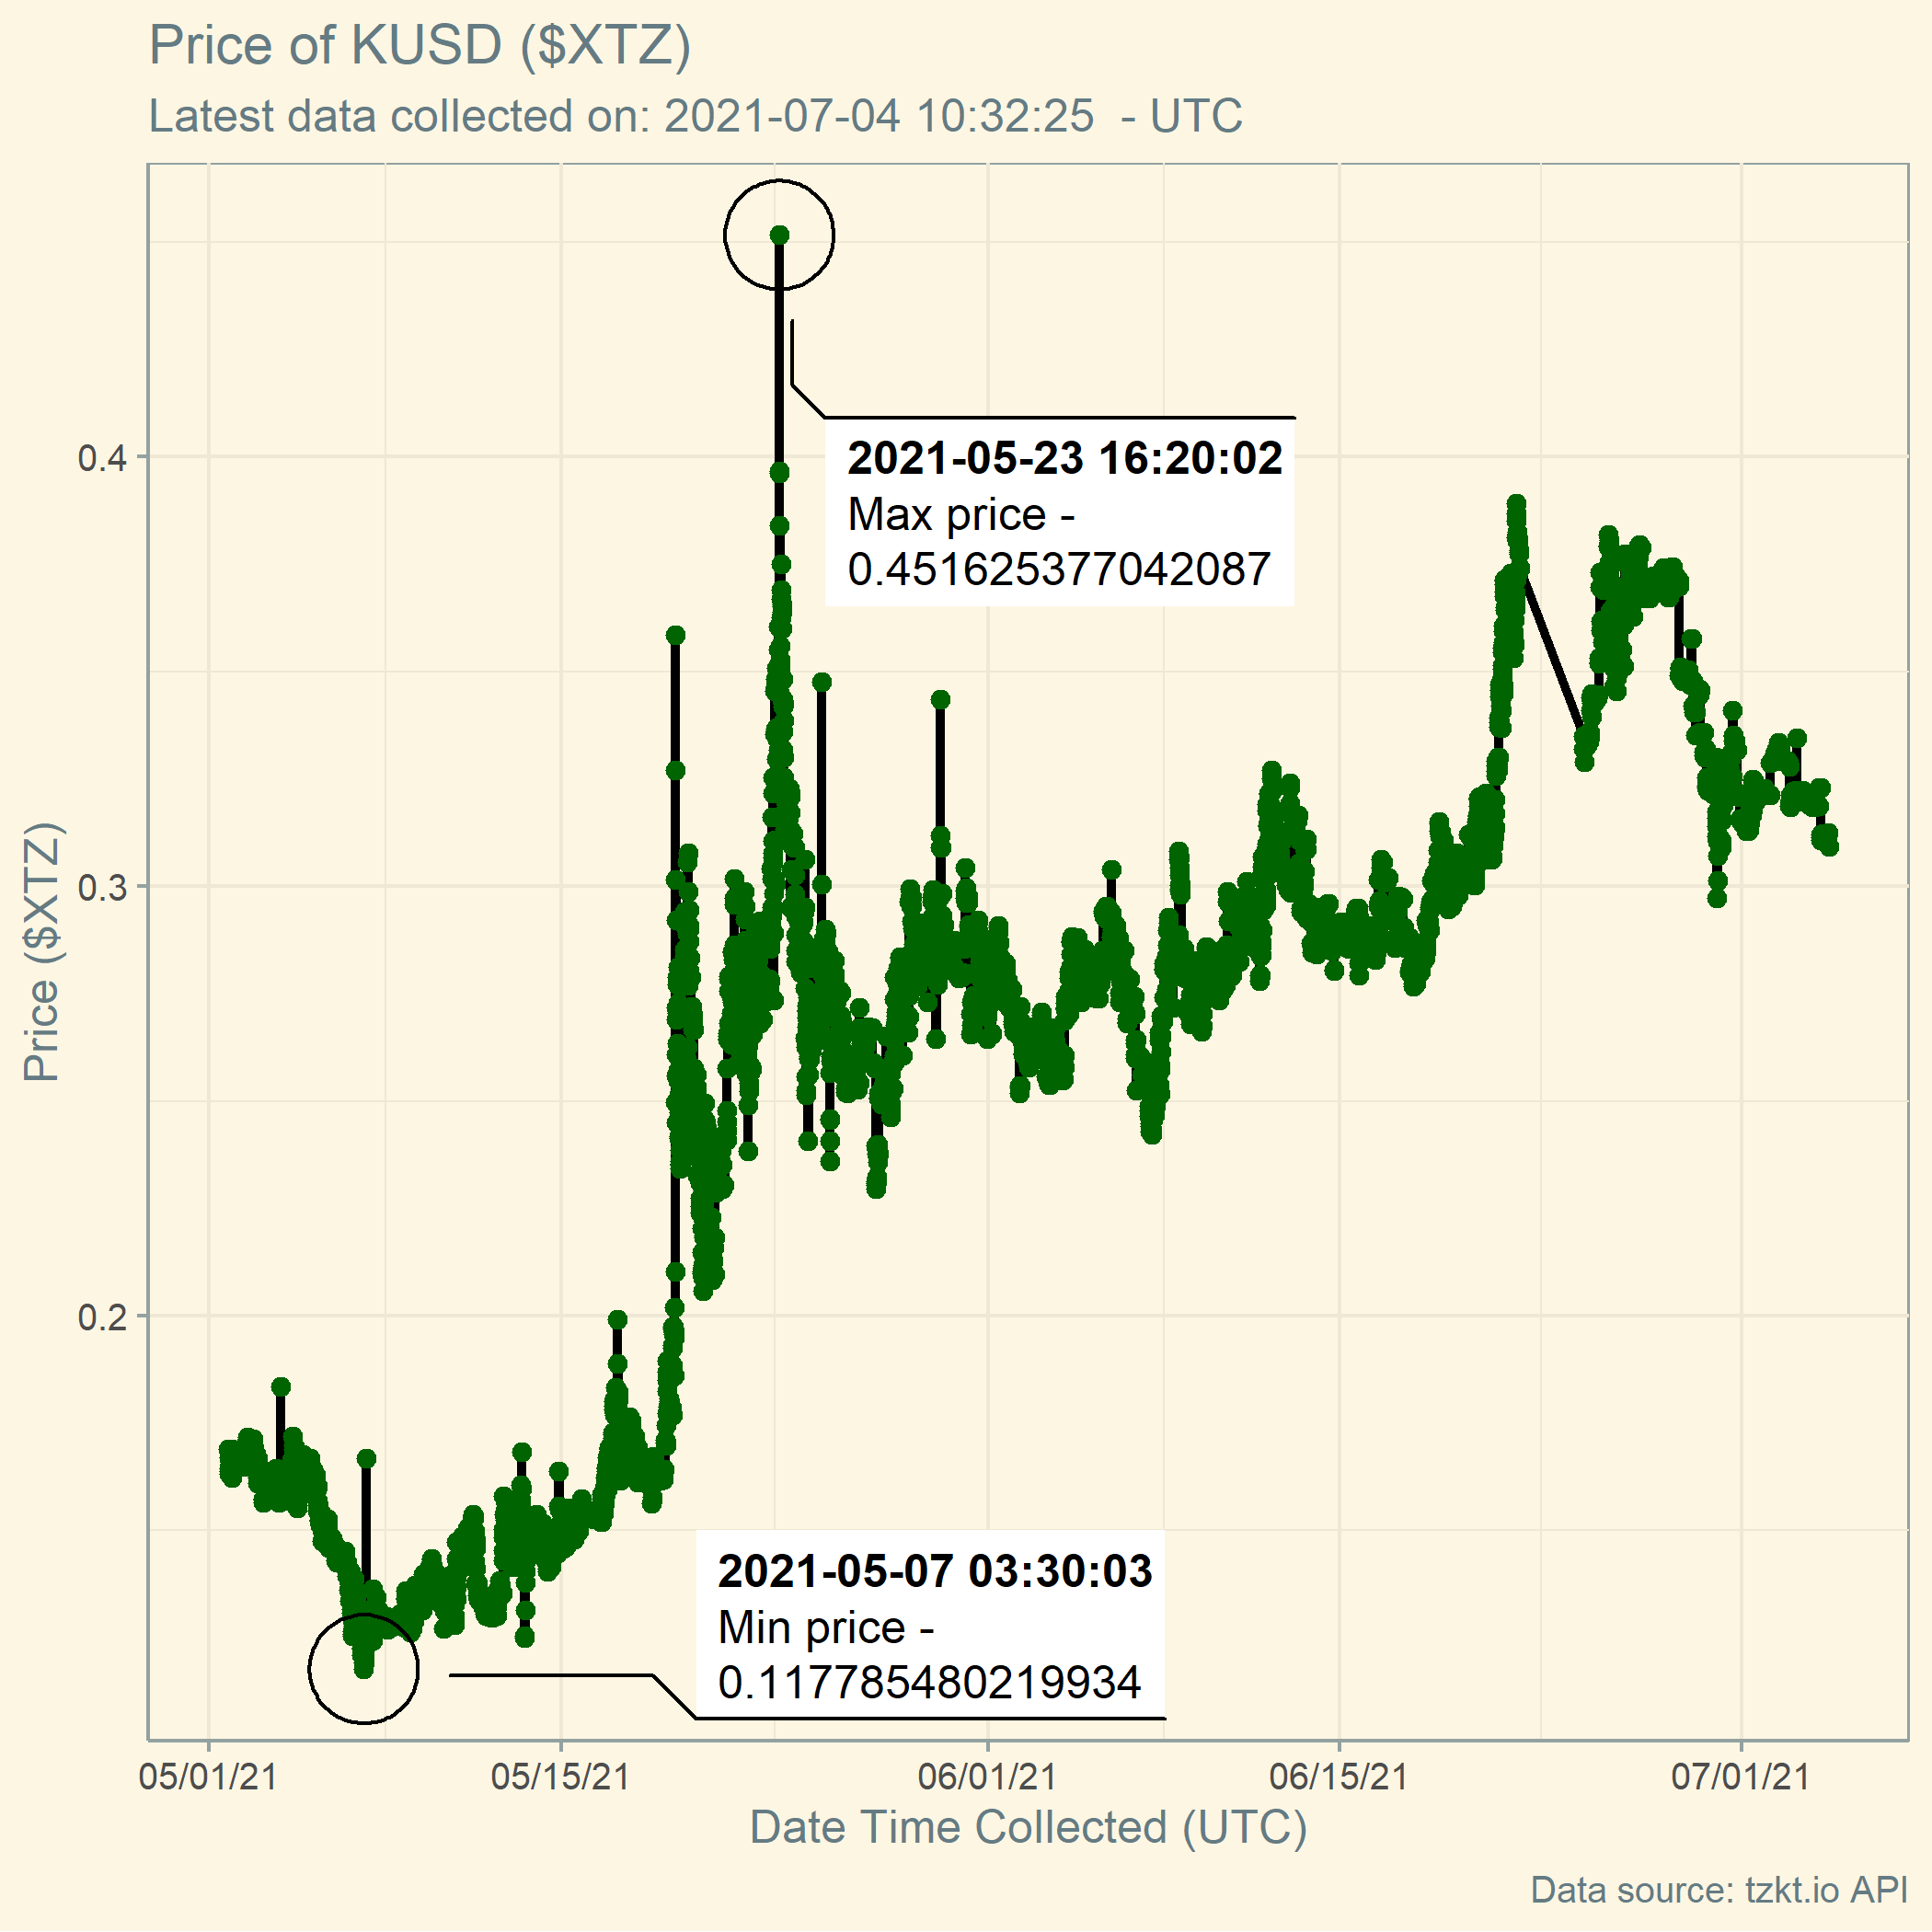 Price of KUSD ($XTZ)
Latest data collected on: 2021-07-04 10:32:25  - UTC
2021-05-23 16:20:02
Max price -
0.451625377042087
0.4
0.3
0.2
Price ($XTZ)
2021-05-07 03:30:03
Min price -
0.117785480219934
05/01/21 05/15/21 06/01/21 06/15/21 07/01/21
Date Time Collected (UTC)
Data source: tzkt.io API